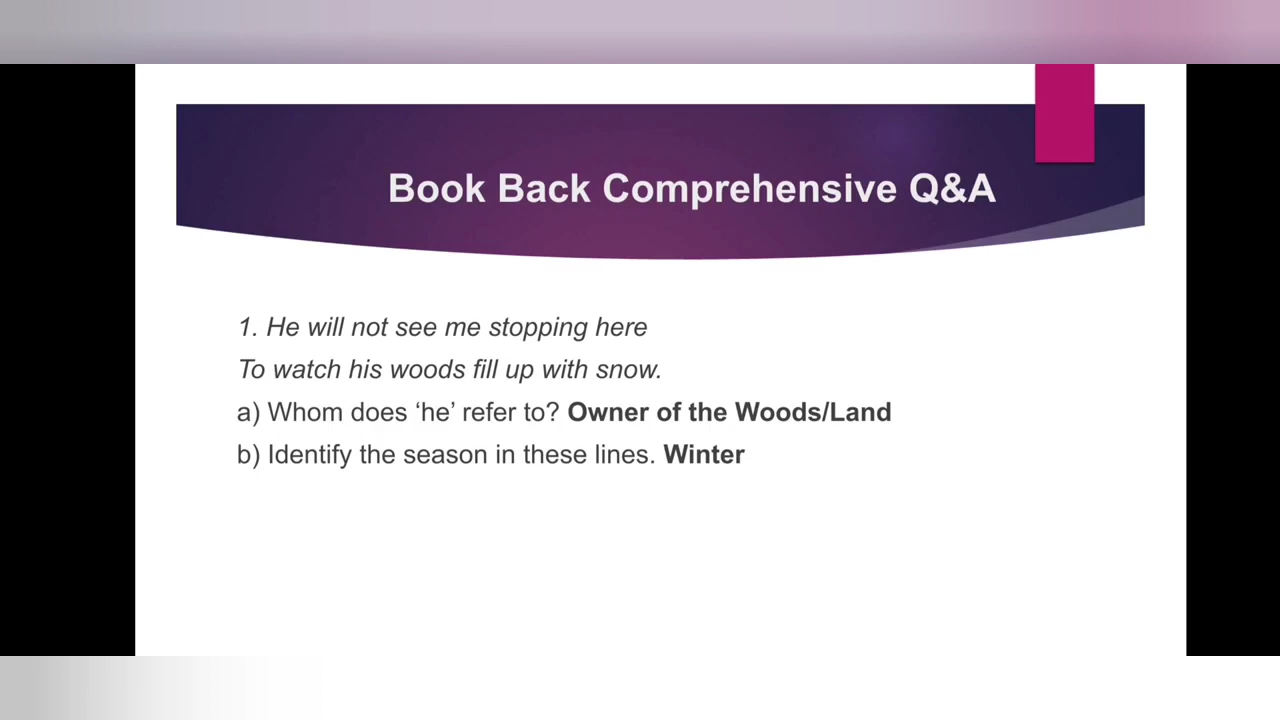 Book Back Comprehensive Q&A
1. He will not see me stopping here
To watch his woods fill up with snow.
a) Whom does ‘he’ refer to? Owner of the Woods/Land
b) Identify the season in these lines. Winter